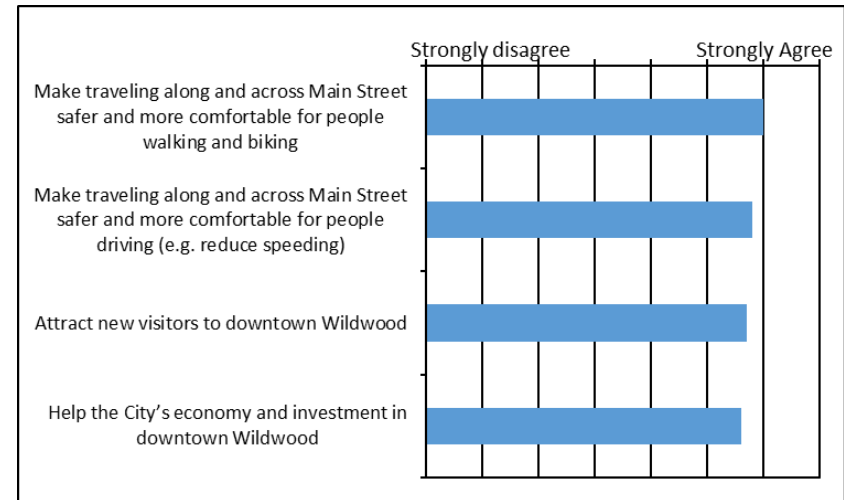 Strongly disagree
Strongly Agree
Make traveling along and across Main Street
safer and more comfortable for people
walking and biking
Make traveling along and across Main Street
safer and more comfortable for people
driving (e.g. reduce speeding)
Attract new visitors to downtown Wildwood
Help the City’s economy and investment in
downtown Wildwood